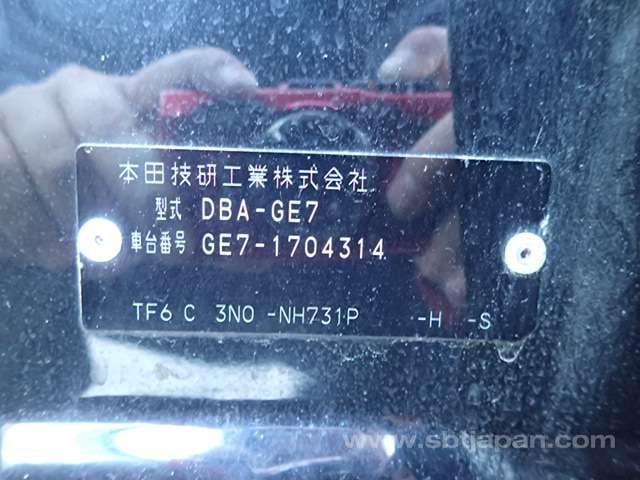 本田技研工業株式会社
型式 DBA-GE7
車台番号 GE7-1704314
TF6 C 3N0 -NH731P -H -S
www.sbtjapan.com